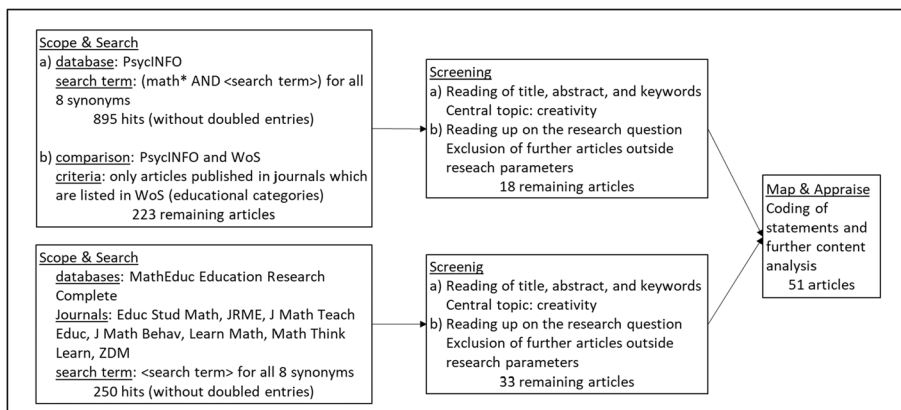 Scope & Search
a) database: PsycINFO
search term: (math* AND <search term>) for all
8 synonyms
895 hits (without doubled entries)
b) comparison: PsycINFO and WoS
criteria: only articles published in journals which
are listed in WoS (educational categories)
223 remaining articles
Screening
a) Reading of title, abstract, and keywords
Central topic: creativity
b) Reading up on the research question
Exclusion of further articles outside
reseach parameters
18 remaining articles
Map & Appraise
Coding of
statements and
further content
analysis
51 articles
Scope & Search
databases: MathEduc Education Research
Complete
Journals: Educ Stud Math, JRME, J Math Teach
Educ, J Math Behav, Learn Math, Math Think
Learn, ZDM
search term: <search term> for all 8 synonyms
250 hits (without doubled entries)
Screenig
a) Reading of title, abstract, and keywords
Central topic: creativity
b) Reading up on the research question
Exclusion of further articles outside
research parameters
33 remaining articles